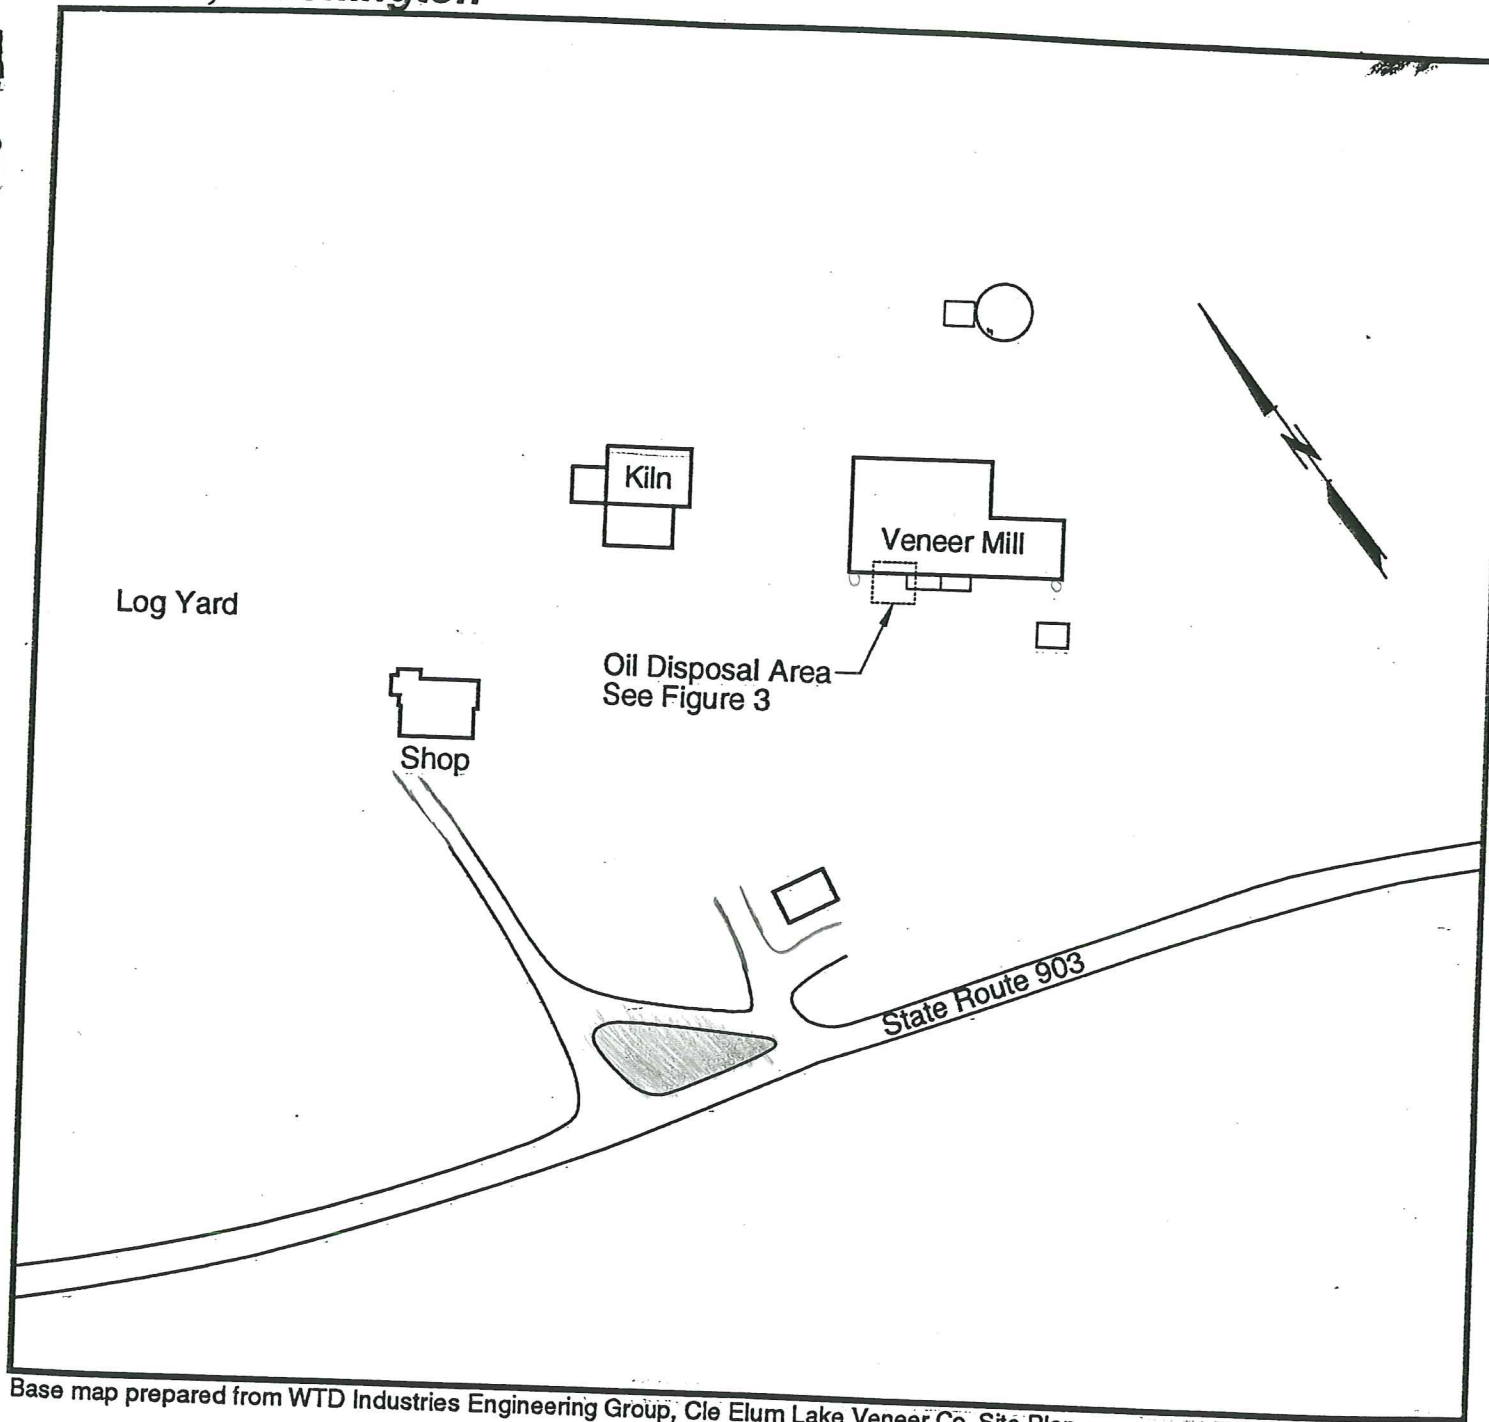 Kiln
Veneer Mill
Log Yard
Oil Disposal Area
See Figure 3
Shop
State Route 903
N
Base map prepared from WTD Industries Engineering Group, Cle Elum Lake Veneer Co. Site Plan